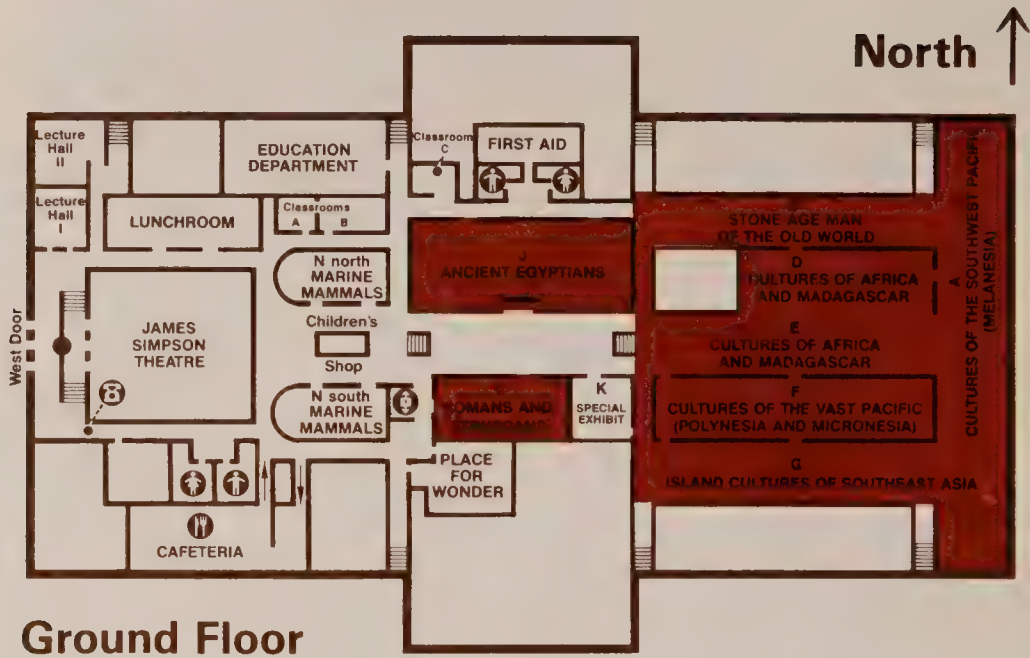 North
Lecture
Hall
II
EDUCATION
DEPARTMENT
Classroom
C
FIRST AID
Lecture
Hall
I
LUNCHROOM
Classrooms
A B
N north
MARINE
MAMMALS
J
ANCIENT EGYPTIANS
STONE AGE MAN
OF THE OLD WORLD
D
CULTURES OF AFRICA
AND MADAGASCAR
A
CULTURES OF THE SOUTHWEST PACIFIC
(MELANESIA)
West Door
JAMES
SIMPSON
THEATRE
Children's
Shop
E
CULTURES OF AFRICA
AND MADAGASCAR
N south
MARINE
MAMMALS
AND
K
SPECIAL
EXHIBIT
F
CULTURES OF THE VAST PACIFIC
(POLYNESIA AND MICRONESIA)
PLACE
FOR
WONDER
G
ISLAND CULTURES OF SOUTHEAST ASIA
CAFETERIA
Ground Floor